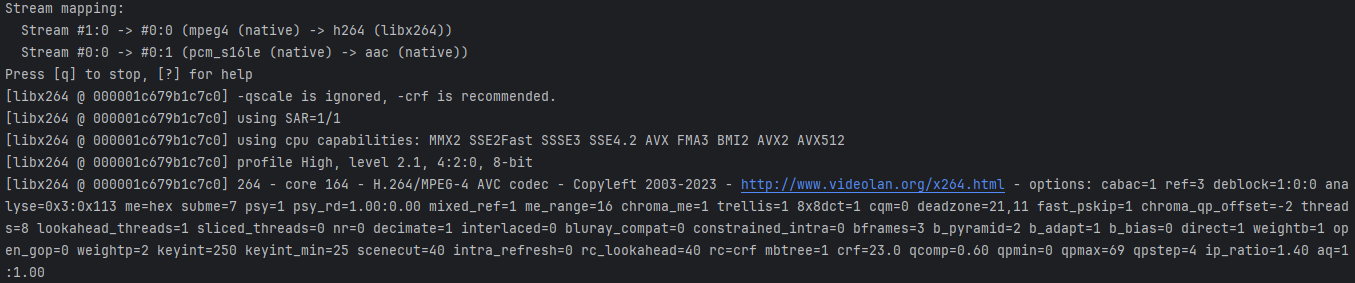 Stream mapping:
  Stream #1:0 -> #0:0 (mpeg4 (native) -> h264 (libx264))
  Stream #0:0 -> #0:1 (pcm_s16le (native) -> aac (native))
Press [q] to stop, [?] for help
[libx264 @ 000001c679b1c7c0] -qscale is ignored, -crf is recommended.
[libx264 @ 000001c679b1c7c0] using SAR=1/1
[libx264 @ 000001c679b1c7c0] using cpu capabilities: MMX2 SSE2Fast SSSE3 SSE4.2 AVX FMA3 BMI2 AVX2 AVX512
[libx264 @ 000001c679b1c7c0] profile High, level 2.1, 4:2:0, 8-bit
[libx264 @ 000001c679b1c7c0] 264 - core 164 - H.264/MPEG-4 AVC codec - Copyleft 2003-2023 - http://www.videolan.org/x264.html - options: cabac=1 ref=3 deblock=1:0:0 ana
lyse=0x3:0x113 me=hex subme=7 psy=1 psy_rd=1.00:0.00 mixed_ref=1 me_range=16 chroma_me=1 trellis=1 8x8dct=1 cqm=0 deadzone=21,11 fast_pskip=1 chroma_qp_offset=-2 thread
s=8 lookahead_threads=1 sliced_threads=0 nr=0 decimate=1 interlaced=0 bluray_compat=0 constrained_intra=0 bframes=3 b_pyramid=2 b_adapt=1 b_bias=0 direct=1 weightb=1 op
en_gop=0 weightp=2 keyint=250 keyint_min=25 scenecut=40 intra_refresh=0 rc_lookahead=40 rc=crf mbtree=1 crf=23.0 qcomp=0.60 qpmin=0 qpmax=69 qpstep=4 ip_ratio=1.40 aq=1
:1.00